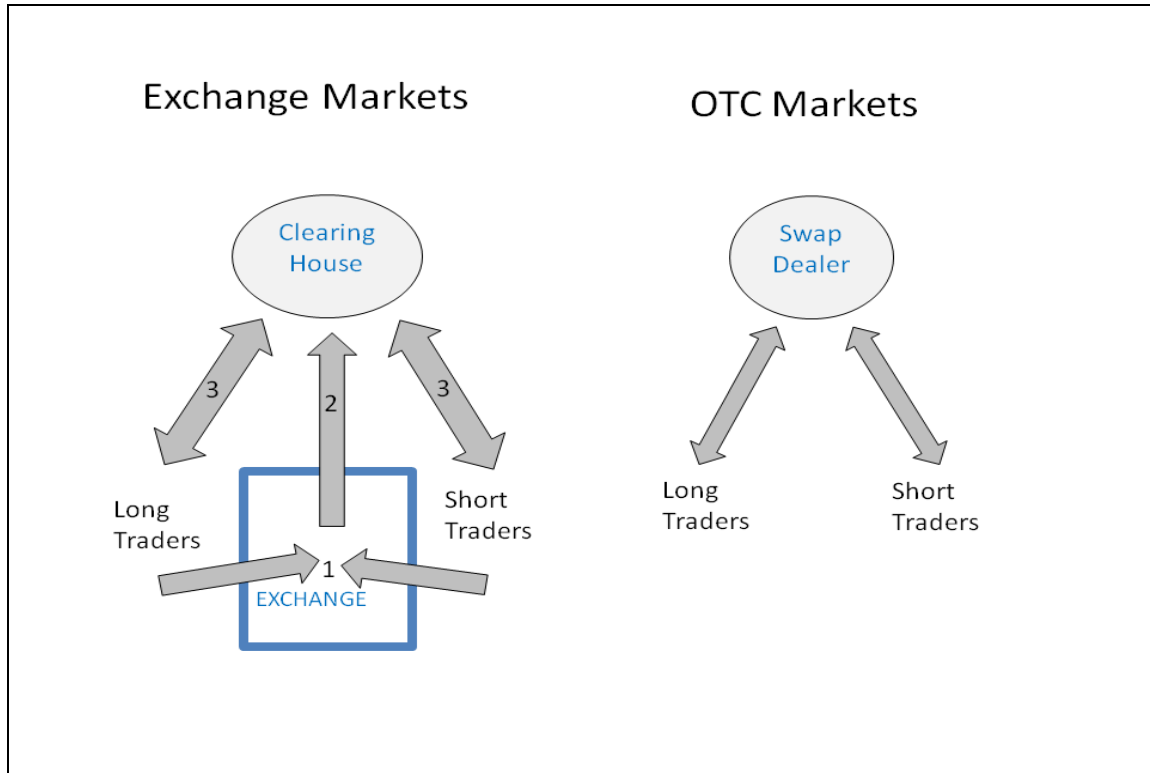 Exchange Markets
OTC Markets
Clearing
House
Swap
Dealer
3
2
3
Long
Traders
Short
Traders
1
EXCHANGE
Long
Traders
Short
Traders